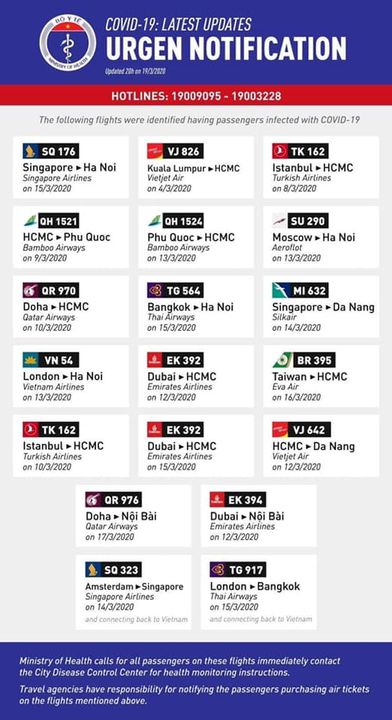 BỘ Y TẾ
MINISTRY OF HEALTH
COVID-19: LATEST UPDATES
URGEN NOTIFICATION
Updated 20h on 19/3/2020
HOTLINES: 19009095 - 19003228
The following flights were identified having passengers infected with COVID-19
SQ 176
Singapore ▸ Ha Noi
Singapore Airlines
on 15/3/2020
VJ 826
Kuala Lumpur ▸ HCMC
Vietjet Air
on 4/3/2020
TK 162
Istanbul ▸ HCMC
Turkish Airlines
on 8/3/2020
QH 1521
HCMC ▸ Phu Quoc
Bamboo Airways
on 9/3/2020
QH 1524
Phu Quoc ▸ HCMC
Bamboo Airways
on 13/3/2020
SU 290
Moscow ▸ Ha Noi
Aeroflot
on 13/3/2020
QR 970
Doha ▸ HCMC
Qatar Airways
on 10/3/2020
TG 564
Bangkok ▸ Ha Noi
Thai Airways
on 15/3/2020
MI 632
Singapore ▸ Da Nang
Silkair
on 14/3/2020
VN 54
London ▸ Ha Noi
Vietnam Airlines
on 13/3/2020
EK 392
Dubai ▸ HCMC
Emirates Airlines
on 12/3/2020
BR 395
Taiwan ▸ HCMC
Eva Air
on 16/3/2020
TK 162
Istanbul ▸ HCMC
Turkish Airlines
on 10/3/2020
EK 392
Dubai ▸ HCMC
Emirates Airlines
on 15/3/2020
VJ 642
HCMC ▸ Da Nang
Vietjet Air
on 12/3/2020
QR 976
Doha ▸ Nội Bài
Qatar Airways
on 17/3/2020
EK 394
Dubai ▸ Nội Bài
Emirates Airlines
on 12/3/2020
SQ 323
Amsterdam ▸ Singapore
Singapore Airlines
on 14/3/2020
and connecting back to Vietnam
TG 917
London ▸ Bangkok
Thai Airways
on 15/3/2020
and connecting back to Vietnam
Ministry of Health calls for all passengers on these flights immediately contact
the City Disease Control Center for health monitoring instructions.
Travel agencies have responsibility for notifying the passengers purchasing air tickets
on the flights mentioned above.